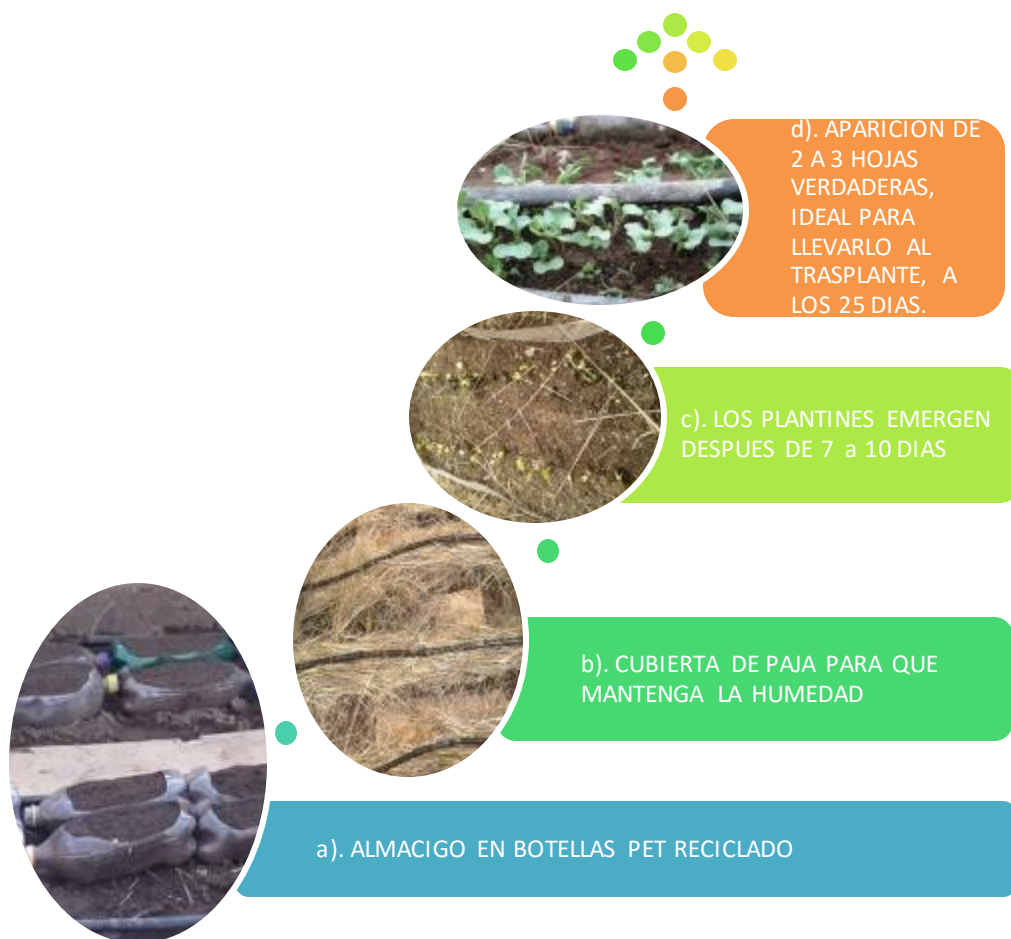 d). APARICION DE
2 A 3 HOJAS
VERDADERAS,
IDEAL PARA
LLEVARLO AL
TRASPLANTE, A
LOS 25 DIAS.
c). LOS PLANTINES EMERGEN
DESPUES DE 7 a 10 DIAS
b). CUBIERTA DE PAJA PARA QUE
MANTENGA LA HUMEDAD
a). ALMACIGO EN BOTELLAS PET RECICLADO